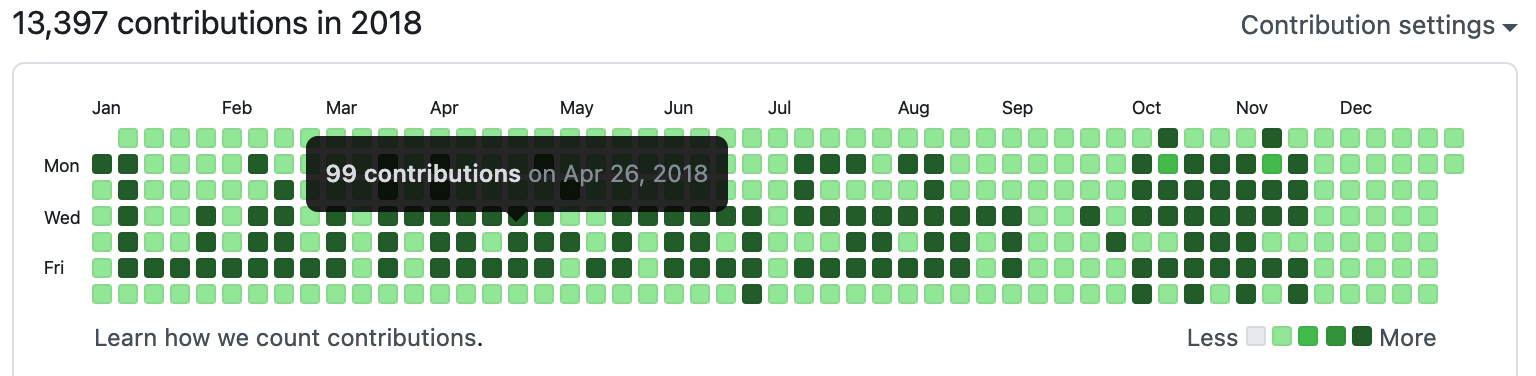 13,397 contributions in 2018
Contribution settings
Jan Feb Mar Apr May Jun Jul Aug Sep Oct Nov Dec
Mon
99 contributions on Apr 26, 2018
Wed
Fri
Learn how we count contributions.
Less More